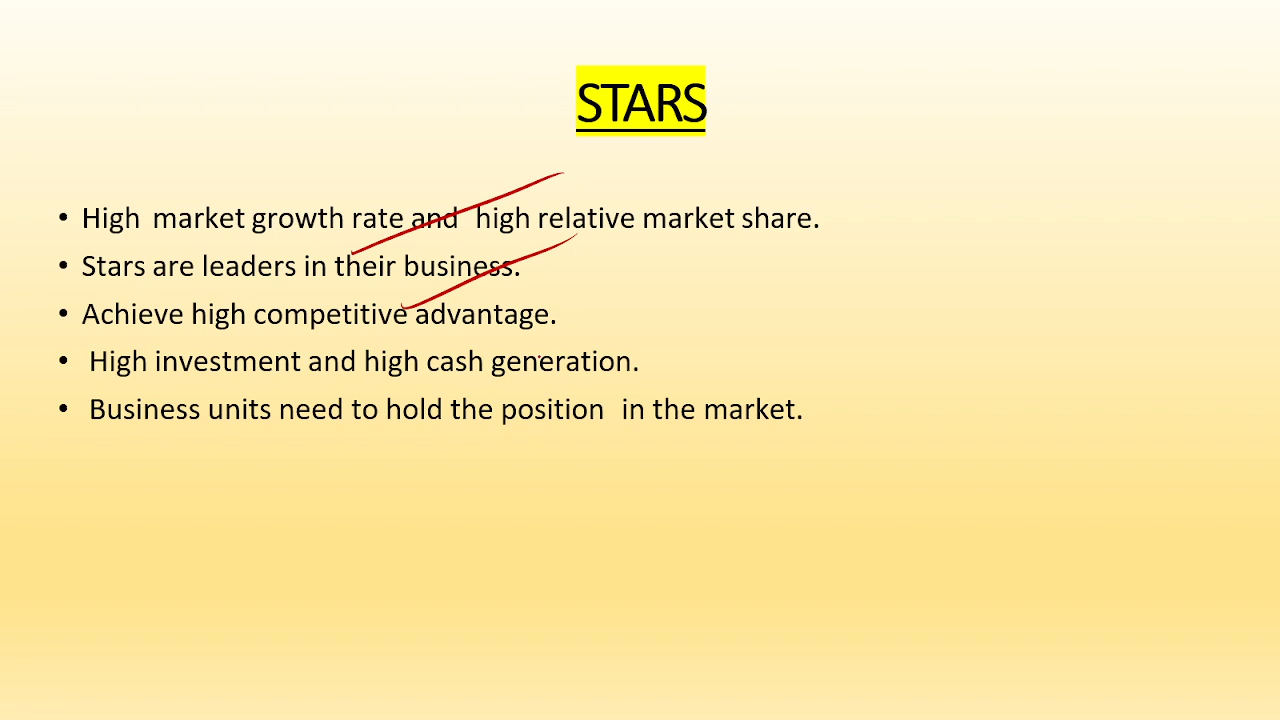 STARS
• High market growth rate and high relative market share.
• Stars are leaders in their business.
• Achieve high competitive advantage.
• High investment and high cash generation.
• Business units need to hold the position in the market.